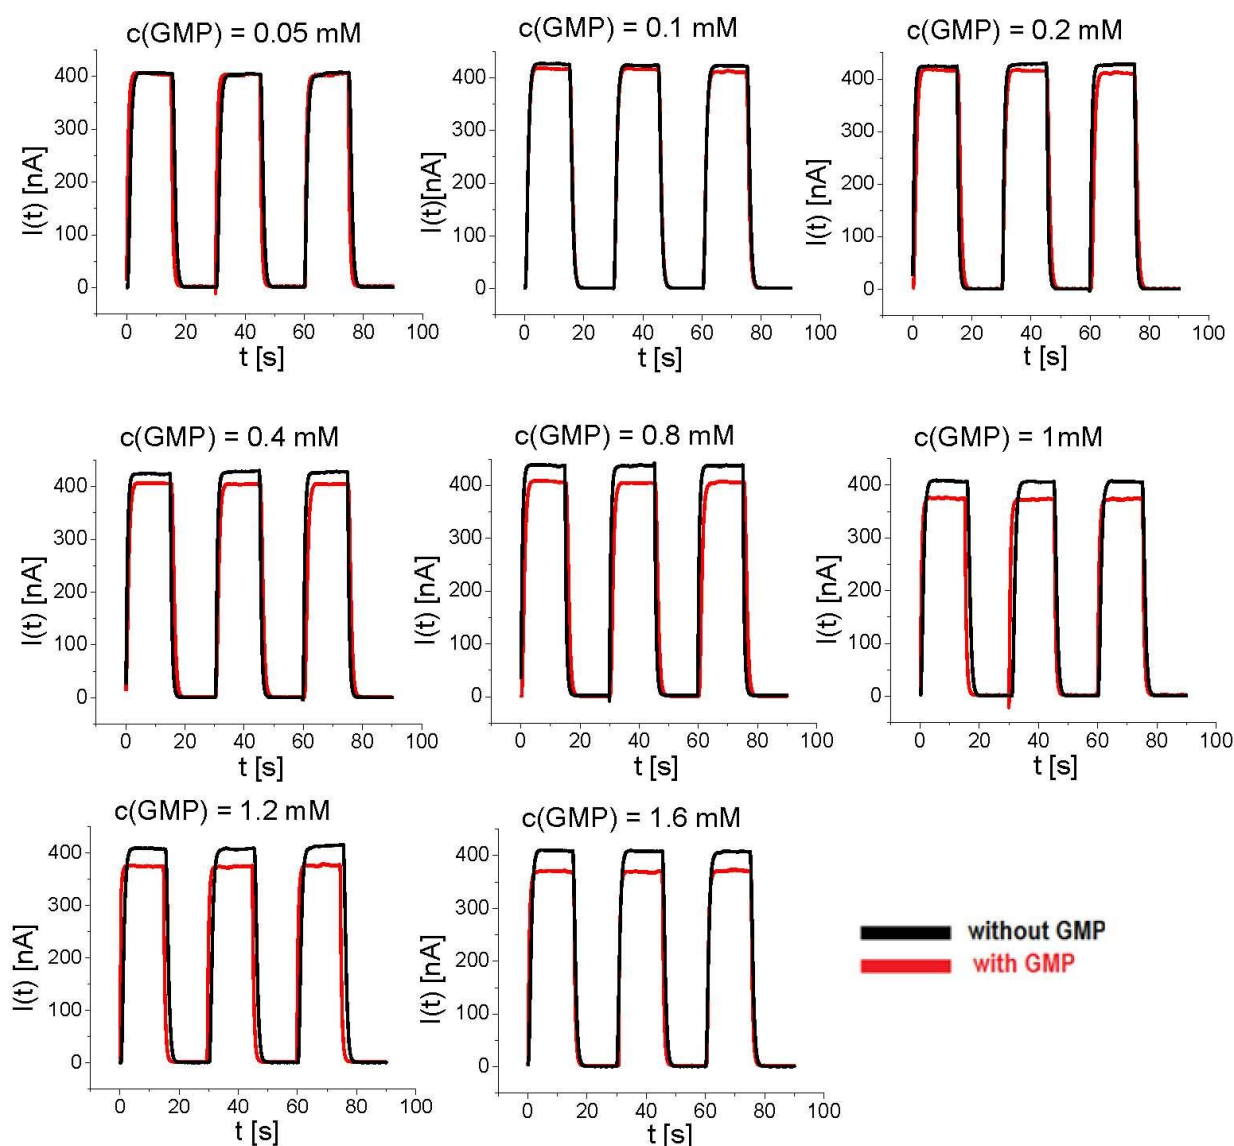 c(GMP) = 0.05 mM
I(t) [nA]
400
300
200
100
0
0 20 40 60 80 100
t [s]
c(GMP) = 0.1 mM
I(t)[nA]
400
300
200
100
0
0 20 40 60 80 100
t [s]
c(GMP) = 0.2 mM
I(t) [nA]
400
300
200
100
0
0 20 40 60 80 100
t [s]
c(GMP) = 0.4 mM
I(t) [nA]
400
300
200
100
0
0 20 40 60 80 100
t [s]
c(GMP) = 0.8 mM
I(t) [nA]
400
300
200
100
0
0 20 40 60 80 100
t [s]
c(GMP) = 1mM
I(t) [nA]
400
300
200
100
0
0 20 40 60 80 100
t [s]
c(GMP) = 1.2 mM
I(t) [nA]
400
300
200
100
0
0 20 40 60 80 100
t [s]
c(GMP) = 1.6 mM
I(t) [nA]
400
300
200
100
0
0 20 40 60 80 100
t [s]
without GMP
with GMP